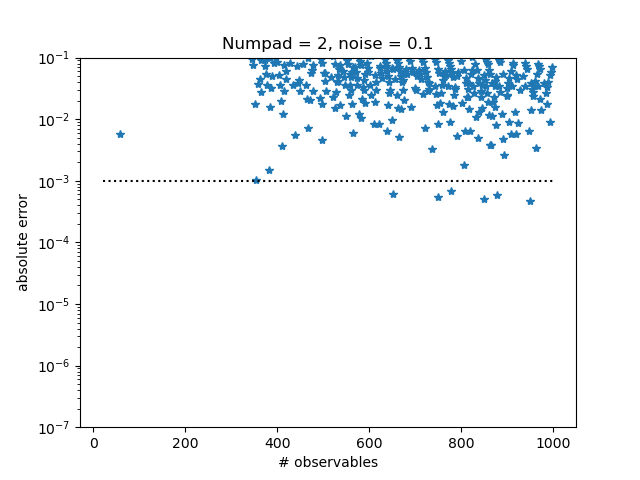 Numpad = 2, noise = 0.1
10⁻¹
10⁻²
10⁻³
10⁻⁴
10⁻⁵
10⁻⁶
10⁻⁷
absolute error
0 200 400 600 800 1000
# observables